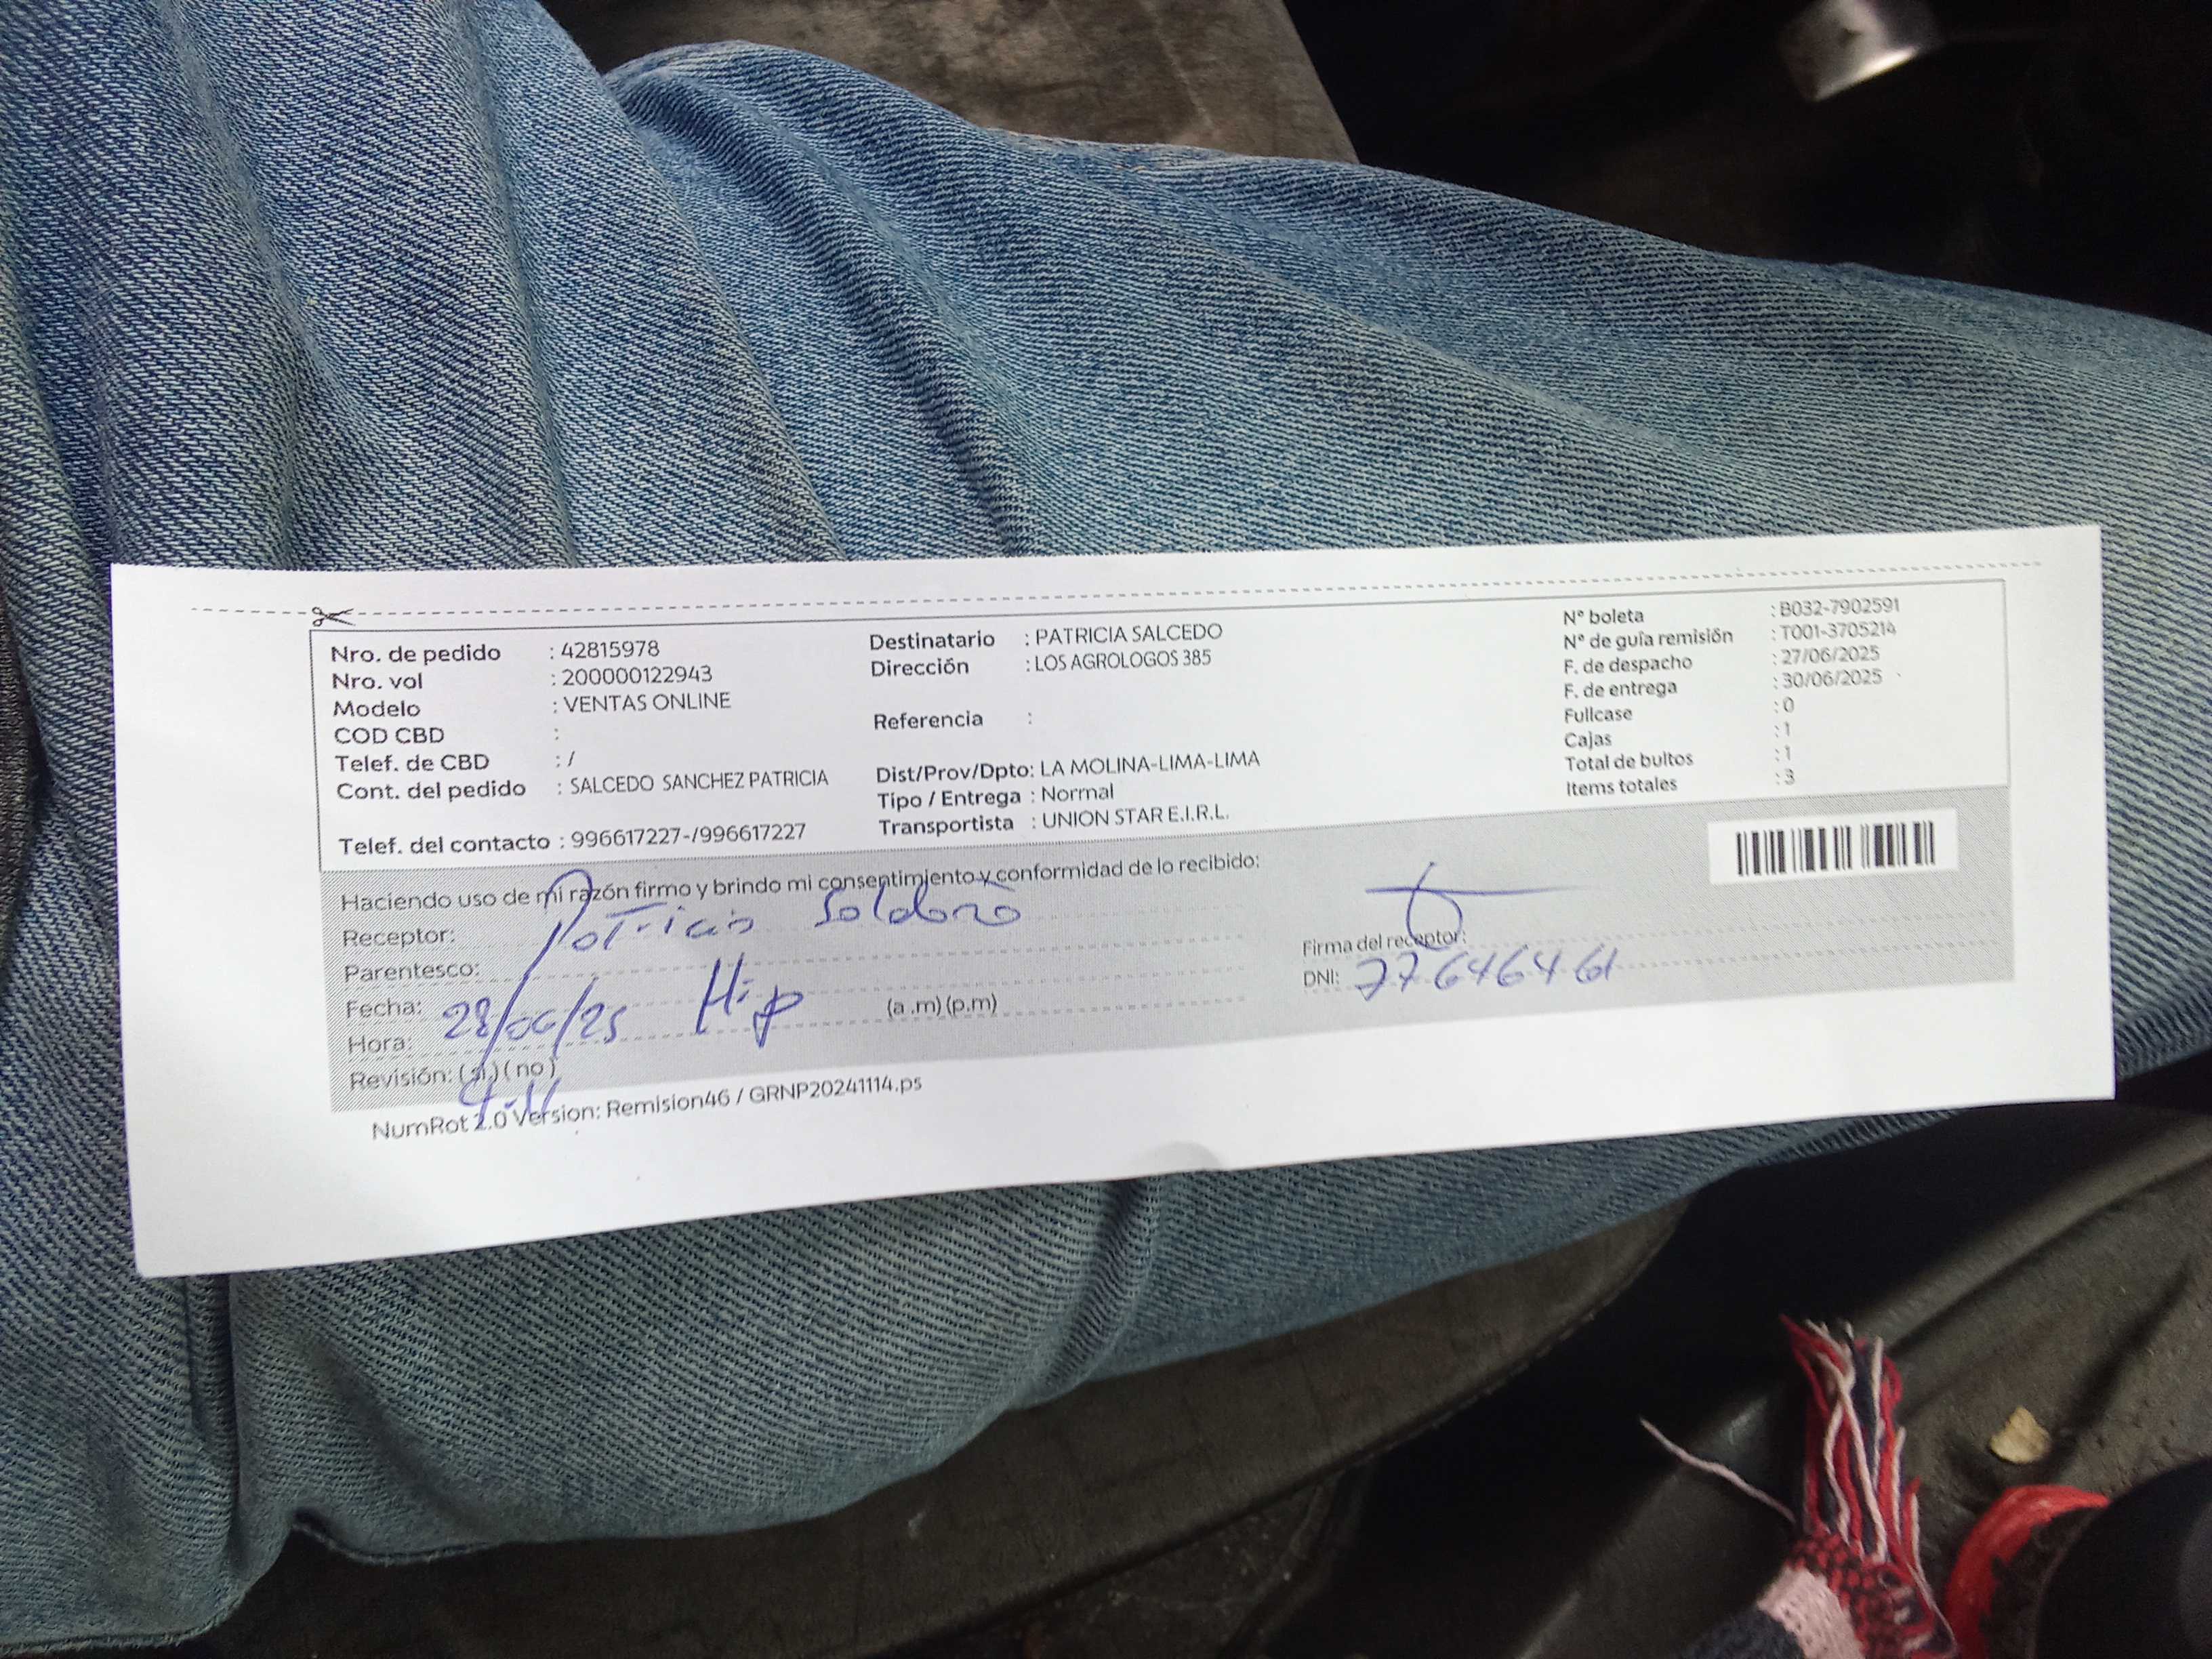 Nro. de pedido : 42815978
Nro. vol : 200000122943
Modelo : VENTAS ONLINE
COD CBD :
Telef. de CBD : /
Cont. del pedido : SALCEDO SANCHEZ PATRICIA
Telef. del contacto : 996617227-/996617227
Destinatario : PATRICIA SALCEDO
Dirección : LOS AGROLOGOS 385
Referencia :
Dist/Prov/Dpto: LA MOLINA-LIMA-LIMA
Tipo / Entrega : Normal
Transportista : UNION STAR E.I.R.L.
N° boleta : B032-7902591
N° de guía remisión : T001-3705214
F. de despacho : 27/06/2025
F. de entrega : 30/06/2025
Fullcase : 0
Cajas : 1
Total de bultos : 1
Items totales : 3
Haciendo uso de mi razón firmo y brindo mi consentimiento y conformidad de lo recibido:
Receptor: Patricia
Parentesco:
Fecha: 28/06/25
Hora: (a .m) (p.m)
Revisión: (si) (no)
Firma del receptor:
DNI:
NumRot 2.0 Version: Remision46 / GRNP20241114.ps